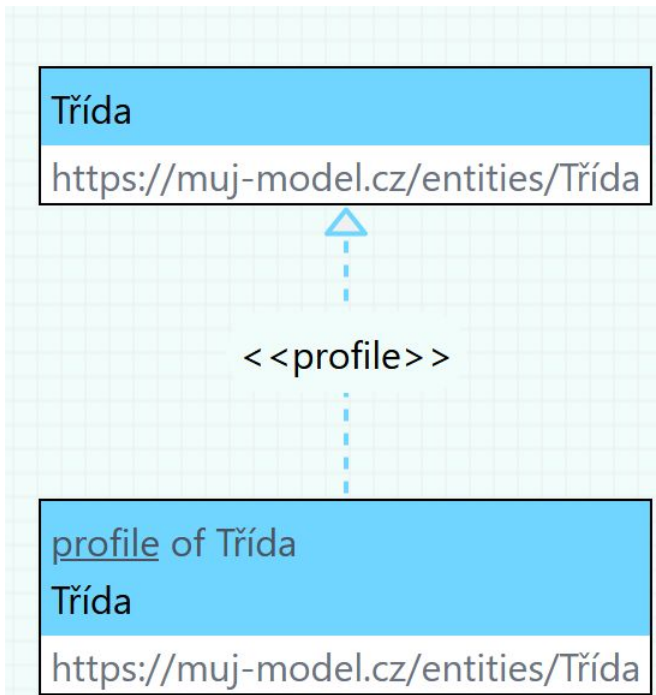 Třída
https://muj-model.cz/entities/Třída
<<profile>>
profile of Třída
Třída
https://muj-model.cz/entities/Třída